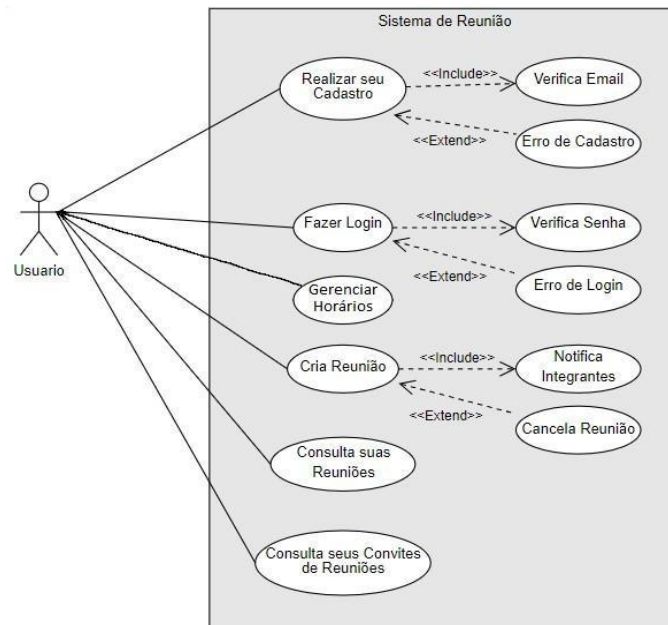 Sistema de Reunião
Realizar seu
Cadastro
<<Include>>
Verifica Email
<<Extend>>
Erro de Cadastro
Usuario
Fazer Login
<<Include>>
Verifica Senha
<<Extend>>
Erro de Login
Gerenciar
Horários
Cria Reunião
<<Include>>
Notifica
Integrantes
<<Extend>>
Cancela Reunião
Consulta suas
Reuniões
Consulta seus Convites
de Reuniões